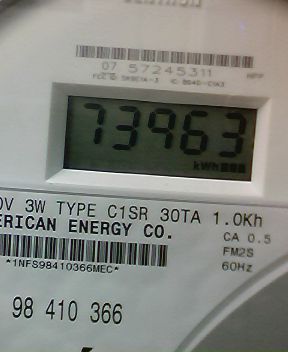 07 57245311
73963
kWh
0V 3W TYPE C1SR 30TA 1.0Kh
ERICAN ENERGY CO.
CA 0.5
FM2S
*1NFS98410366MEC*
60Hz
98 410 366